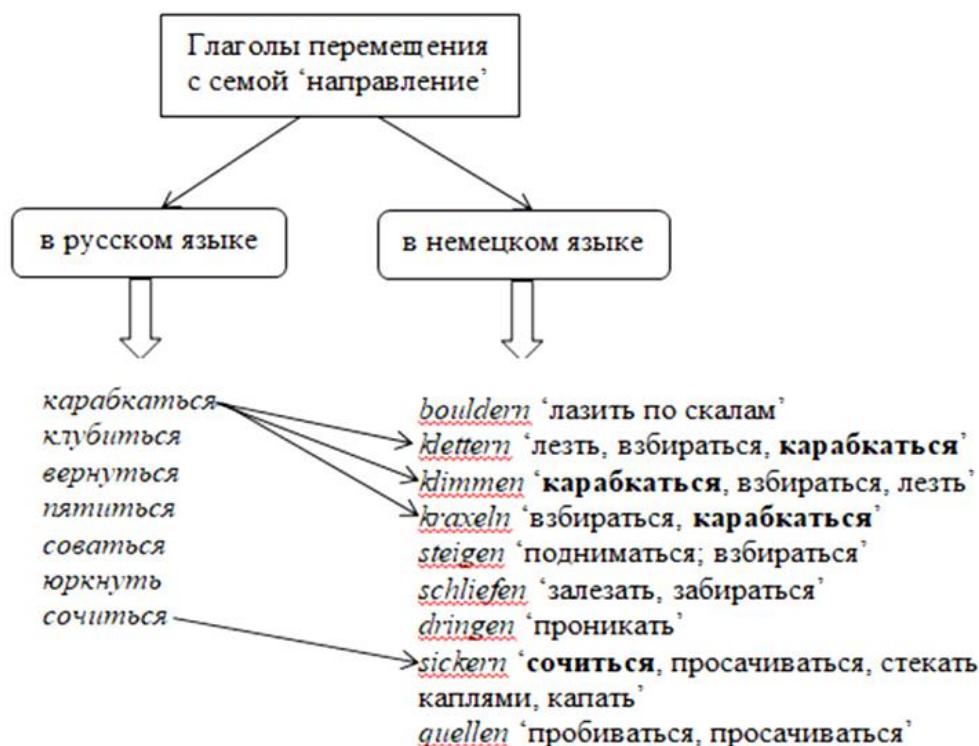 Глаголы перемещения
с семой ‘направление’
в русском языке
в немецком языке
карабкаться
клубиться
вернуться
пятиться
соваться
юркнуть
сочиться
bouldern ‘лазить по скалам’
klettern ‘лезть, взбираться, карабкаться’
klimmen ‘карабкаться, взбираться, лезть’
kraxeln ‘взбираться, карабкаться’
steigen ‘подниматься; взбираться’
schliefen ‘залезать, забираться’
dringen ‘проникать’
sickern ‘сочиться, просачиваться, стекать
каплями, капать’
quellen ‘пробиваться, просачиваться’